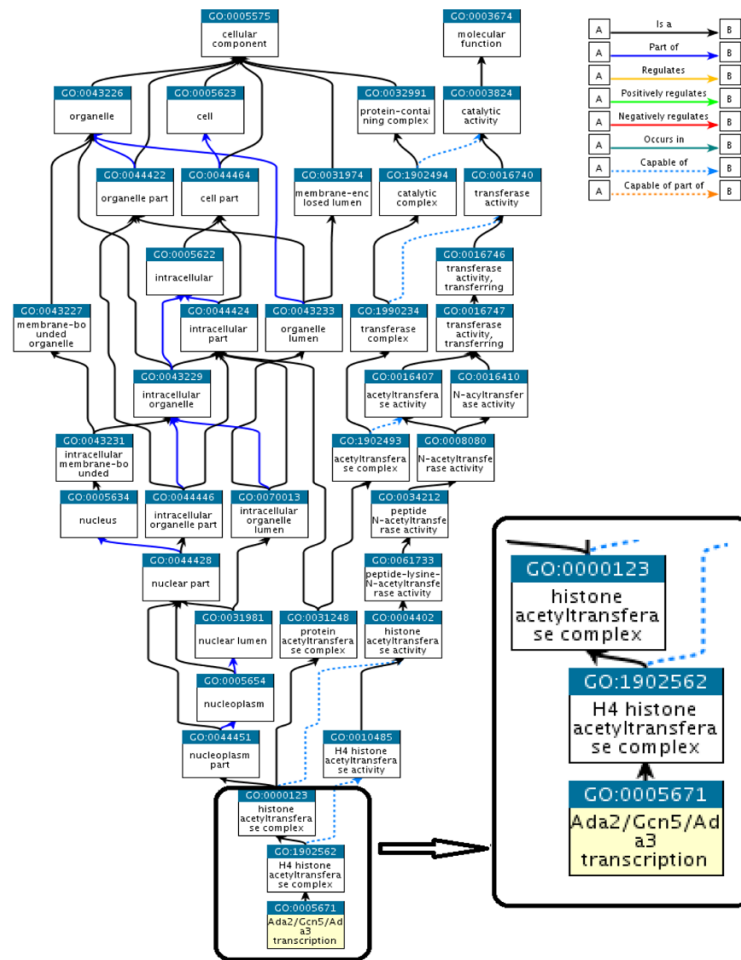 GO:0005575
cellular
component
GO:0003674
molecular
function
A
Is a
B
A
Part of
B
A
Regulates
B
A
Positively regulates
B
A
Negatively regulates
B
A
Occurs in
B
A
Capable of
B
A
Capable of part of
B
GO:0043226
organelle
GO:0005623
cell
GO:0032991
protein-contai
ning complex
GO:0003824
catalytic
activity
GO:0044422
organelle part
GO:0044464
cell part
GO:0031974
membrane-enc
losed lumen
GO:1902494
catalytic
complex
GO:0016740
transferase
activity
GO:0005622
intracellular
GO:0016746
transferase
activity,
transferring
GO:0043227
membrane-bo
unded
organelle
GO:0044424
intracellular
part
GO:0043233
organelle
lumen
GO:1990234
transferase
complex
GO:0016747
transferase
activity,
transferring
GO:0043229
intracellular
organelle
GO:0016407
acetyltransfera
se activity
GO:0016410
N-acyltransfer
ase activity
GO:0043231
intracellular
membrane-bo
unded
GO:1902493
acetyltransfera
se complex
GO:0008080
N-acetyltransfe
rase activity
GO:0005634
nucleus
GO:0044446
intracellular
organelle part
GO:0070013
intracellular
organelle
lumen
GO:0034212
peptide
N-acetyltransfe
rase activity
GO:0044428
nuclear part
GO:0061733
peptide-lysine-
N-acetyltransfe
rase activity
GO:0031981
nuclear lumen
GO:0031248
protein
acetyltransfera
se complex
GO:0004402
histone
acetyltransfera
se activity
GO:0005654
nucleoplasm
GO:0044451
nucleoplasm
part
GO:0010485
H4 histone
acetyltransfera
se activity
GO:0000123
histone
acetyltransfera
se complex
GO:1902562
H4 histone
acetyltransfera
se complex
GO:0005671
Ada2/Gcn5/Ad
a3
transcription
GO:0000123
histone
acetyltransfera
se complex
GO:1902562
H4 histone
acetyltransfera
se complex
GO:0005671
Ada2/Gcn5/Ad
a3
transcription